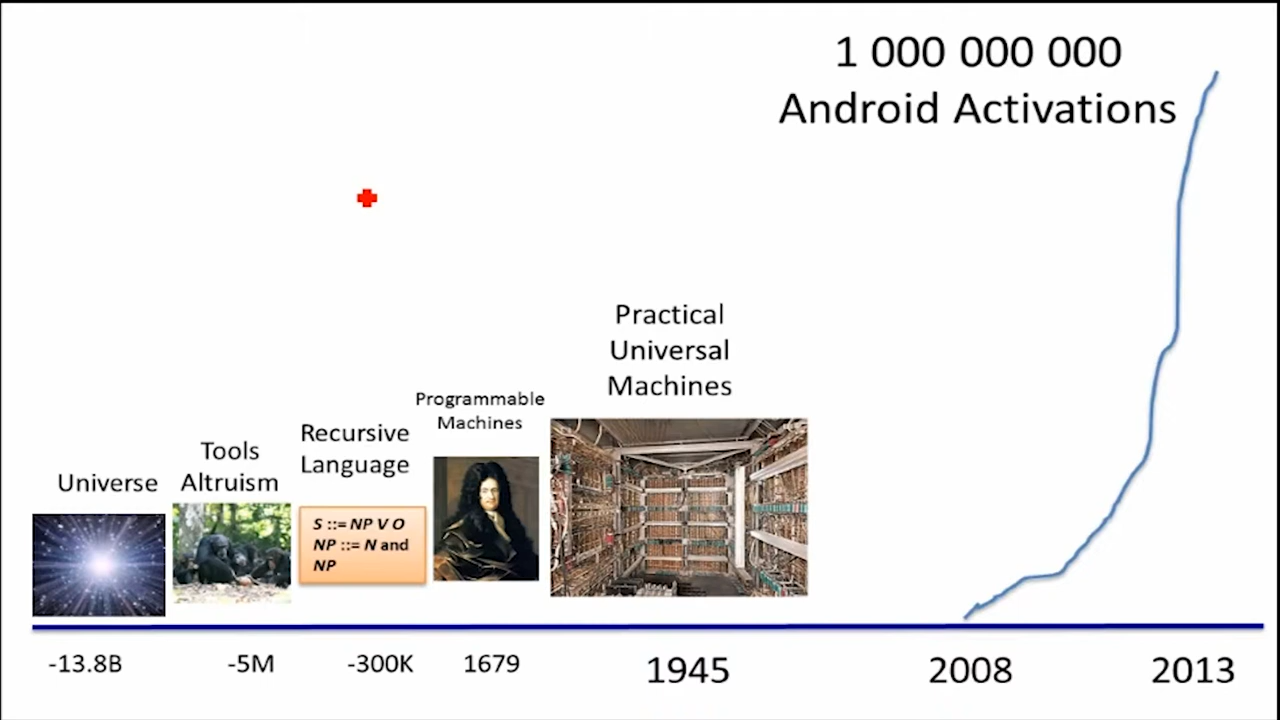 1 000 000 000
Android Activations
Practical
Universal
Machines
Programmable
Machines
Recursive
Language
Tools
Altruism
Universe
S ::= NP V O
NP ::= N and
NP
-13.8B
-5M
-300K
1679
1945
2008
2013